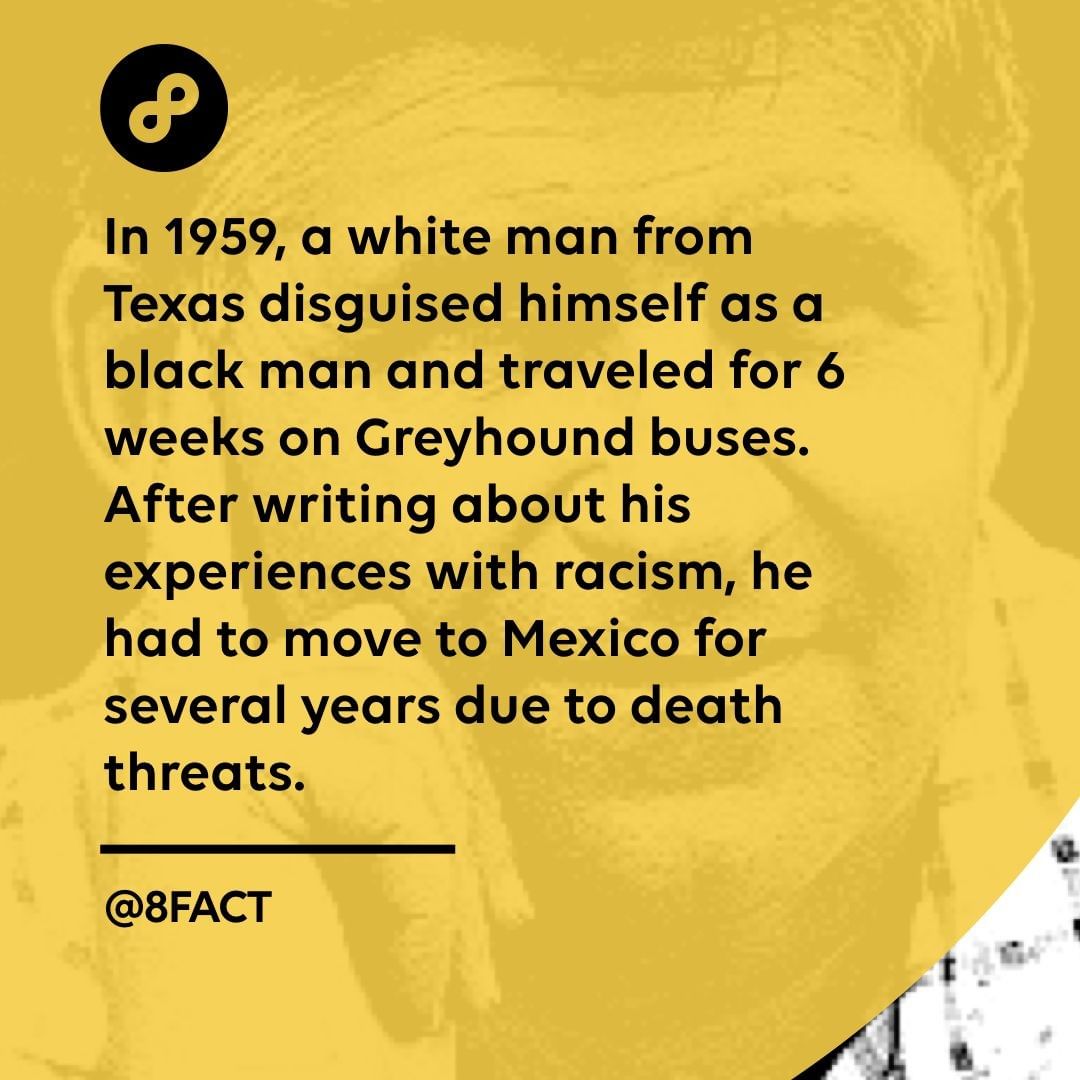 In 1959, a white man from
Texas disguised himself as a
black man and traveled for 6
weeks on Greyhound buses.
After writing about his
experiences with racism, he
had to move to Mexico for
several years due to death
threats.
@8FACT